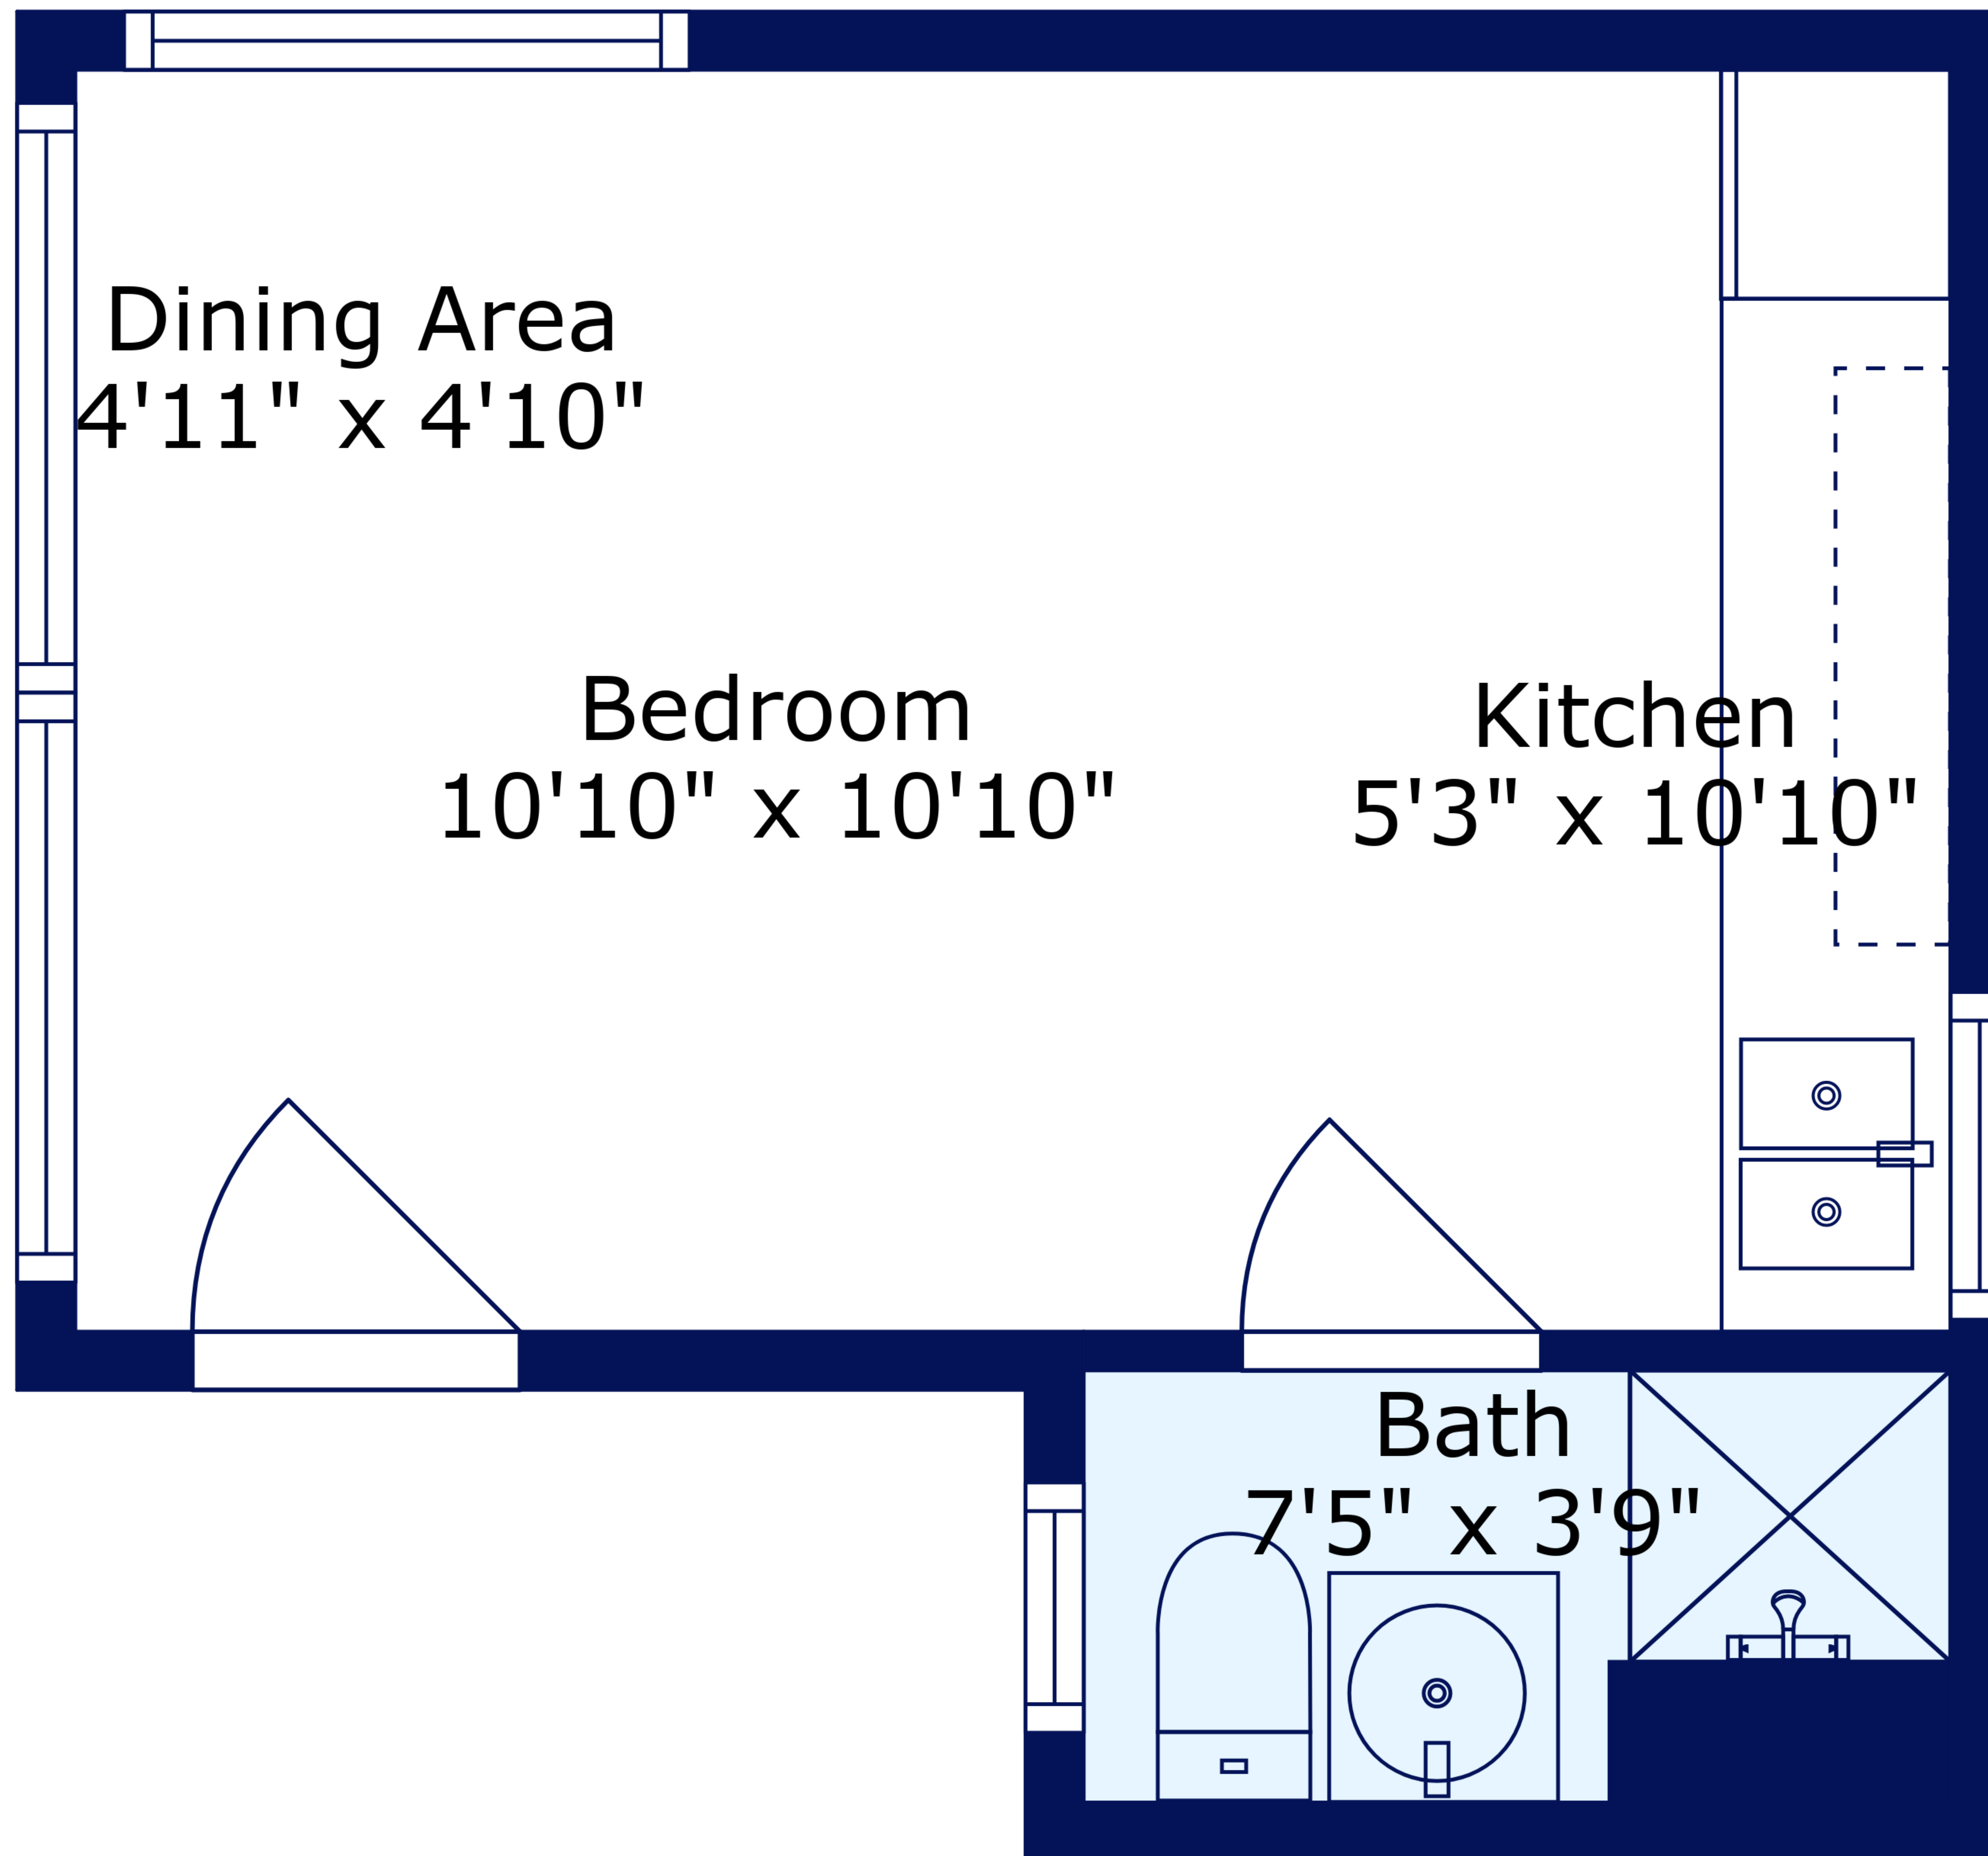 Dining Area
4'11" x 4'10"
Bedroom
10'10" x 10'10"
Kitchen
5'3" x 10'10"
Bath
7'5" x 3'9"